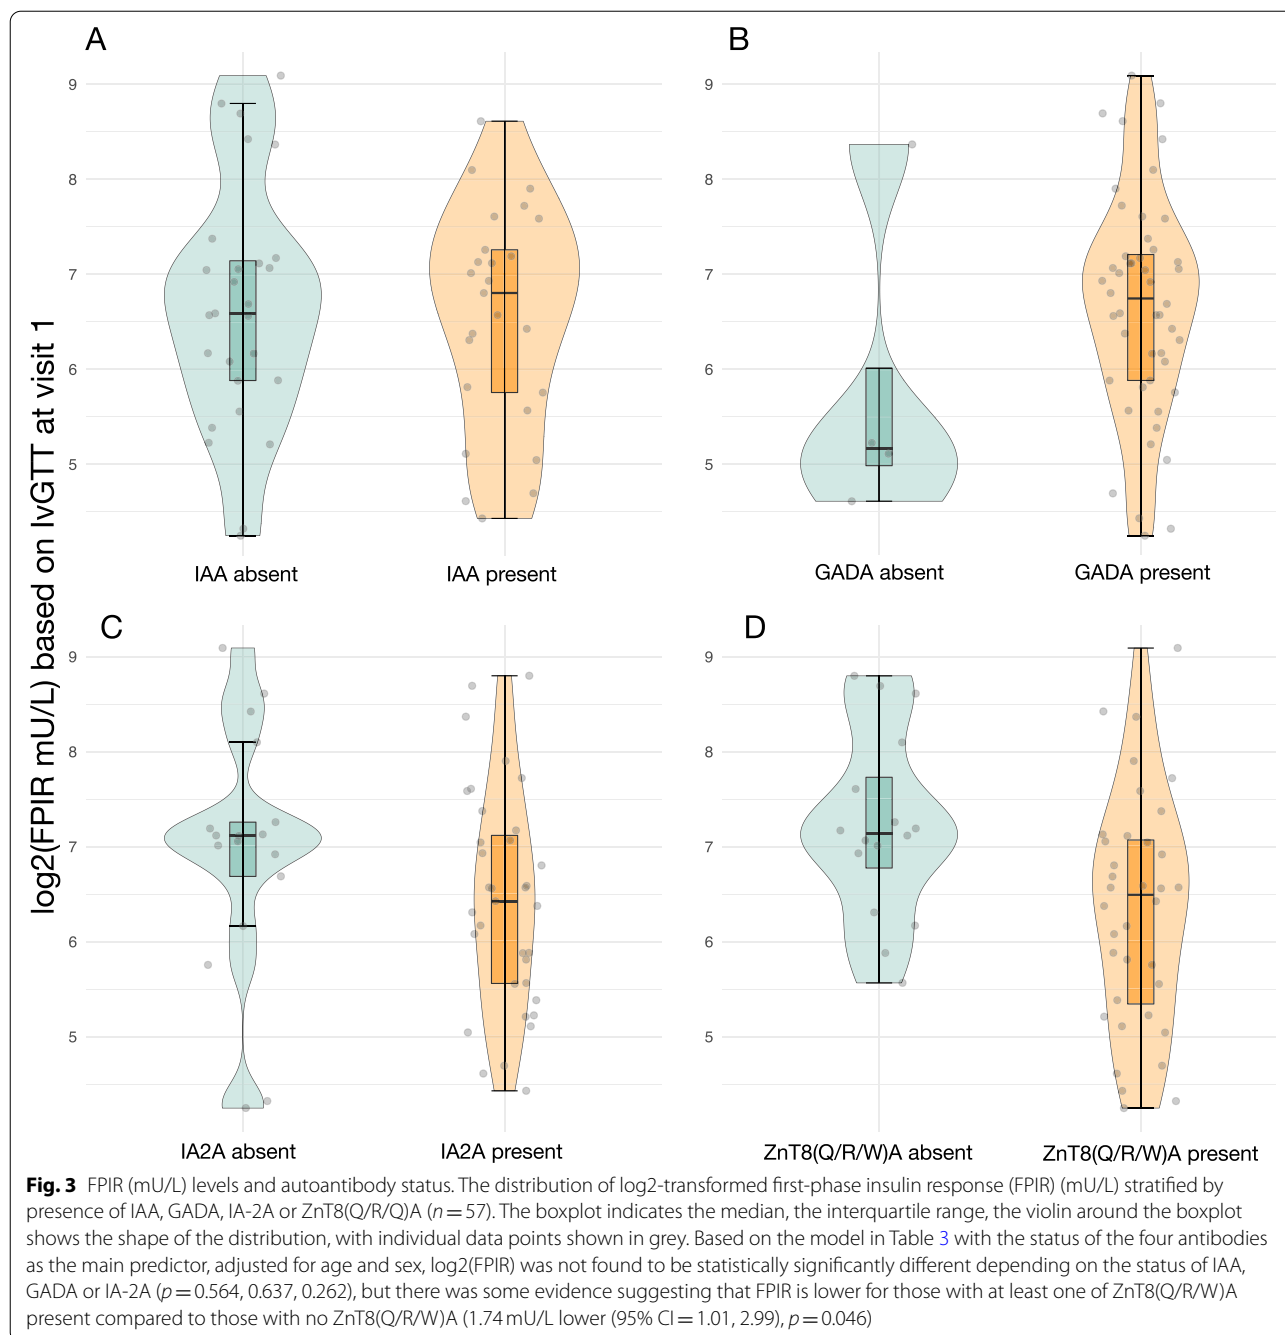 A
B
log2(FPIR mU/L) based on IvGTT at visit 1
9
8
7
6
5
IAA absent
IAA present
9
8
7
6
5
GADA absent
GADA present
C
D
9
8
7
6
5
IA2A absent
IA2A present
9
8
7
6
5
ZnT8(Q/R/W)A absent
ZnT8(Q/R/W)A present
Fig. 3 FPIR (mU/L) levels and autoantibody status. The distribution of log2-transformed first-phase insulin response (FPIR) (mU/L) stratified by
presence of IAA, GADA, IA-2A or ZnT8(Q/R/Q)A (n = 57). The boxplot indicates the median, the interquartile range, the violin around the boxplot
shows the shape of the distribution, with individual data points shown in grey. Based on the model in Table 3 with the status of the four antibodies
as the main predictor, adjusted for age and sex, log2(FPIR) was not found to be statistically significantly different depending on the status of IAA,
GADA or IA-2A (p = 0.564, 0.637, 0.262), but there was some evidence suggesting that FPIR is lower for those with at least one of ZnT8(Q/R/W)A
present compared to those with no ZnT8(Q/R/W)A (1.74 mU/L lower (95% CI = 1.01, 2.99), p = 0.046)